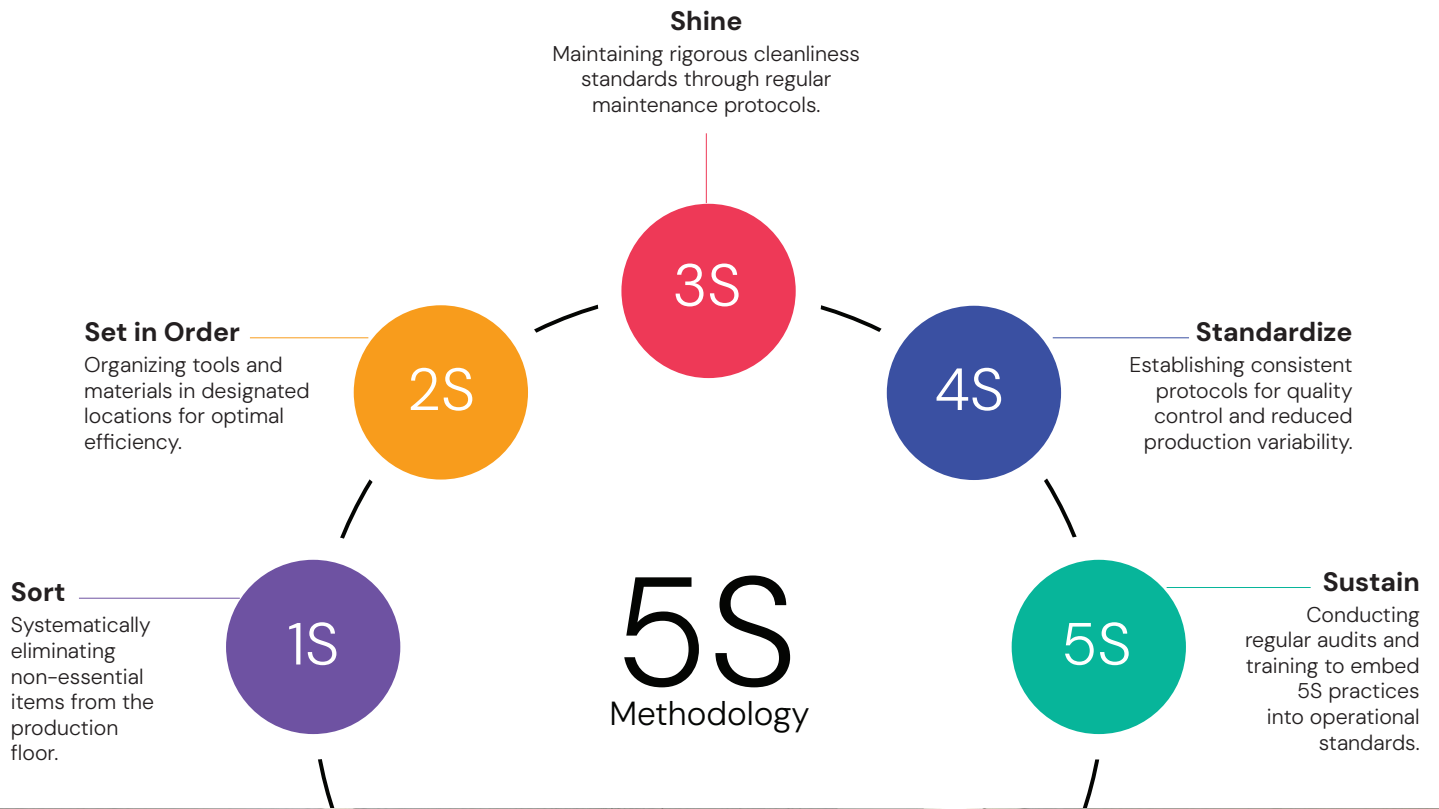 Shine
Maintaining rigorous cleanliness
standards through regular
maintenance protocols.
3S
Set in Order
Organizing tools and
materials in designated
locations for optimal
efficiency.
2S
4S
Standardize
Establishing consistent
protocols for quality
control and reduced
production variability.
Sort
Systematically
eliminating
non-essential
items from the
production
floor.
1S
5S
Methodology
5S
Sustain
Conducting
regular audits and
training to embed
5S practices
into operational
standards.